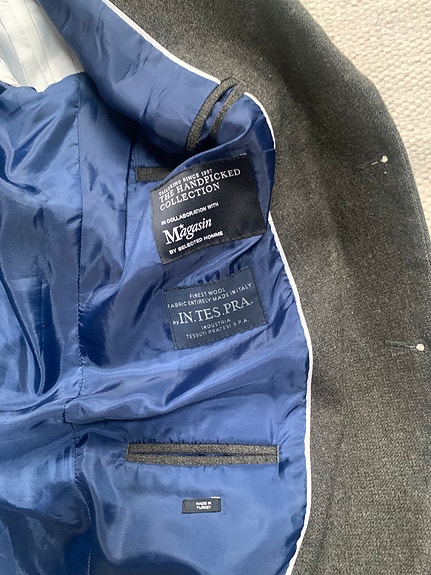 TAILORING SINCE 1997
THE HANDPICKED
COLLECTION
IN COLLABORATION WITH
Magasin
BY SELECTED HOMME
FINEST WOOL
FABRIC ENTIRELY MADE IN ITALY
by IN.TES.PRA.
INDUSTRIA
TESSUTI PRATESI S.P.A.
MADE IN
TURKEY